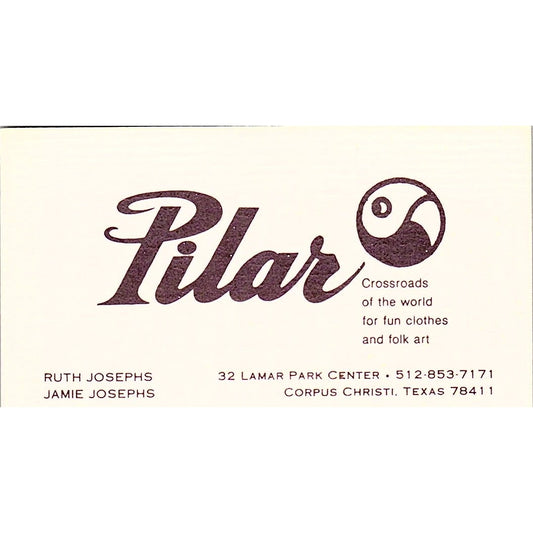 Pilar
Crossroads
of the world
for fun clothes
and folk art
RUTH JOSEPHS
JAMIE JOSEPHS
32 LAMAR PARK CENTER • 512-853-7171
CORPUS CHRISTI, TEXAS 78411